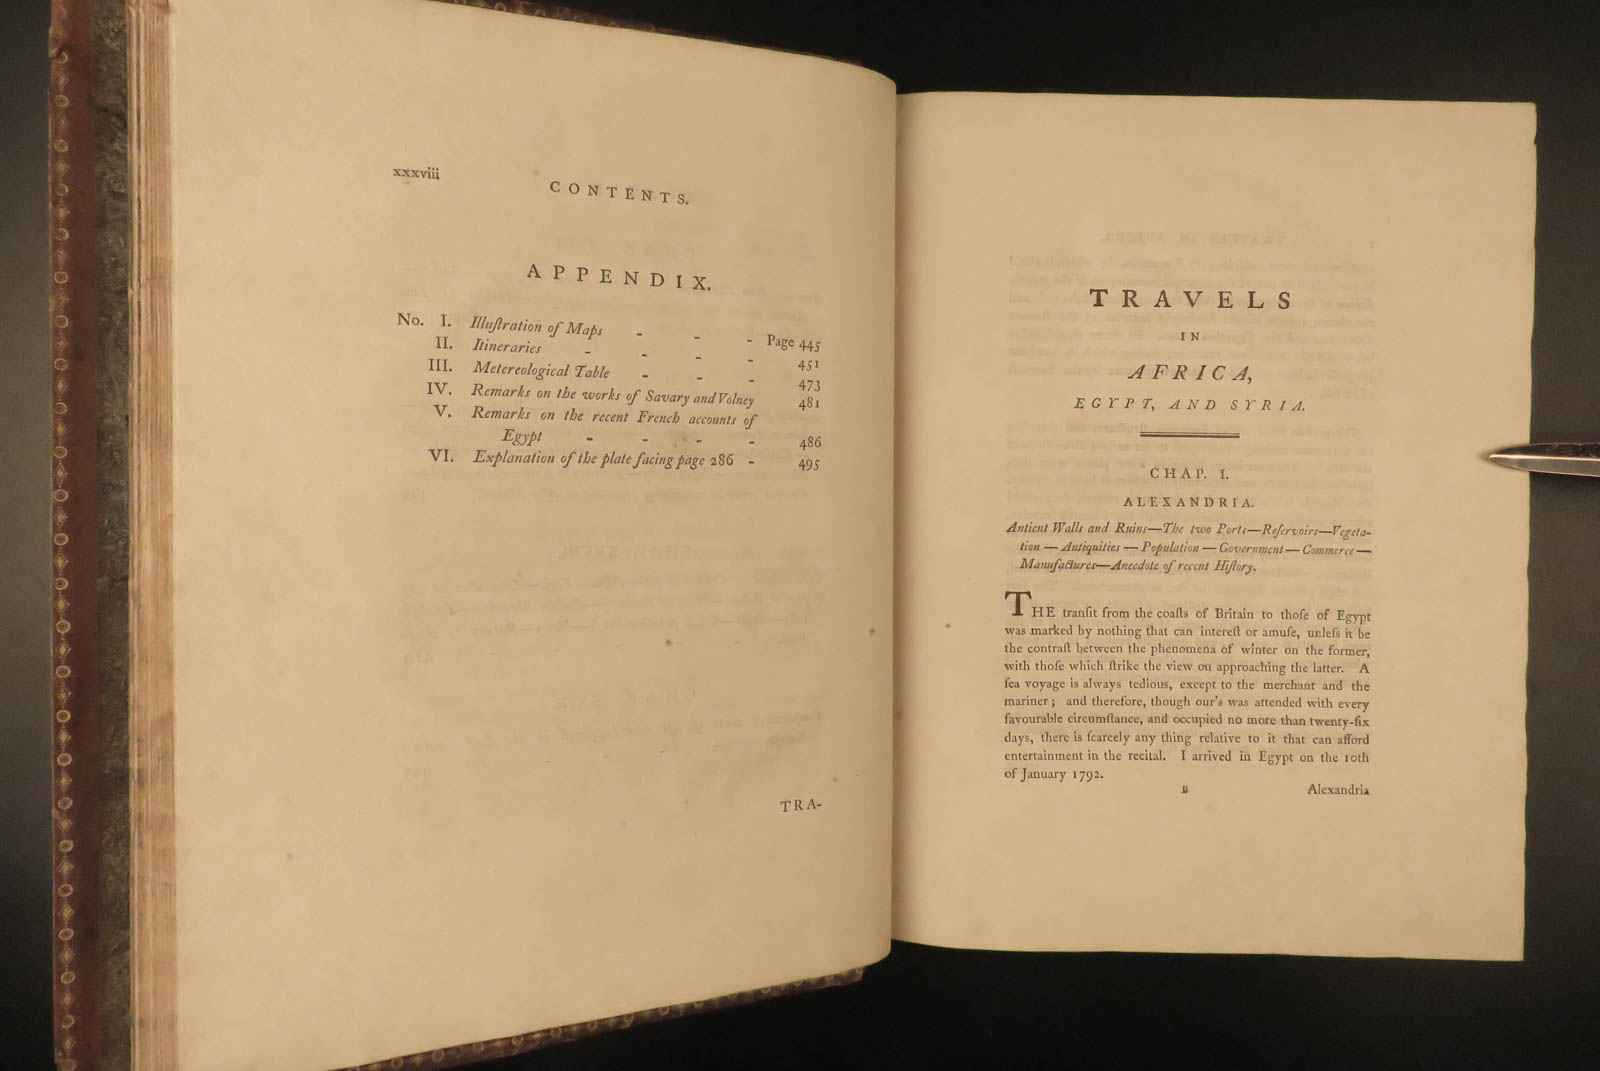 xxxviii
CONTENTS.
APPENDIX.
No. I. Illuſtration of Maps - - - Page 445
II. Itineraries - - - - 451
III. Metereological Table - - - 473
IV. Remarks on the works of Savary and Volney 481
V. Remarks on the recent French accounts of
Egypt - - - - 486
VI. Explanation of the plate facing page 286 - 495
TRA-
TRAVELS
IN
AFRICA,
EGYPT, AND SYRIA.
CHAP. I.
ALEXANDRIA.
Antient Walls and Ruins—The two Ports—Reſervoirs—Vegeta-
tion — Antiquities — Population — Government — Commerce —
Manufactures—Anecdote of recent Hiſtory.
THE tranſit from the coaſts of Britain to thoſe of Egypt
was marked by nothing that can intereſt or amuſe, unleſs it be
the contraſt between the phenomena of winter on the former,
with thoſe which ſtrike the view on approaching the latter. A
ſea voyage is always tedious, except to the merchant and the
mariner; and therefore, though our's was attended with every
favourable circumſtance, and occupied no more than twenty-ſix
days, there is ſcarcely any thing relative to it that can afford
entertainment in the recital. I arrived in Egypt on the 10th
of January 1792.
B Alexandria